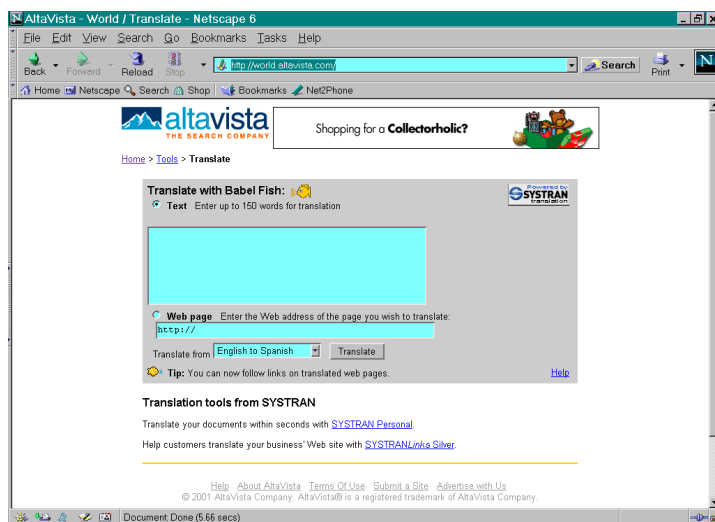 AltaVista - World / Translate - Netscape 6
File Edit View Search Go Bookmarks Tasks Help
Back Forward Reload Stop http://world.altavista.com/ Search Print N
Home Netscape Search Shop Bookmarks Net2Phone
altavista
THE SEARCH COMPANY
Shopping for a Collectorholic?
Home > Tools > Translate
Translate with Babel Fish:
Powered by
SYSTRAN
translation
Text Enter up to 150 words for translation
Web page Enter the Web address of the page you wish to translate:
http://
Translate from English to Spanish Translate
Tip: You can now follow links on translated web pages. Help
Translation tools from SYSTRAN
Translate your documents within seconds with SYSTRAN Personal.
Help customers translate your business' Web site with SYSTRANLinks Silver.
Help About AltaVista Terms Of Use Submit a Site Advertise with Us
© 2001 AltaVista Company. AltaVista® is a registered trademark of AltaVista Company.
Document: Done (5.66 secs)